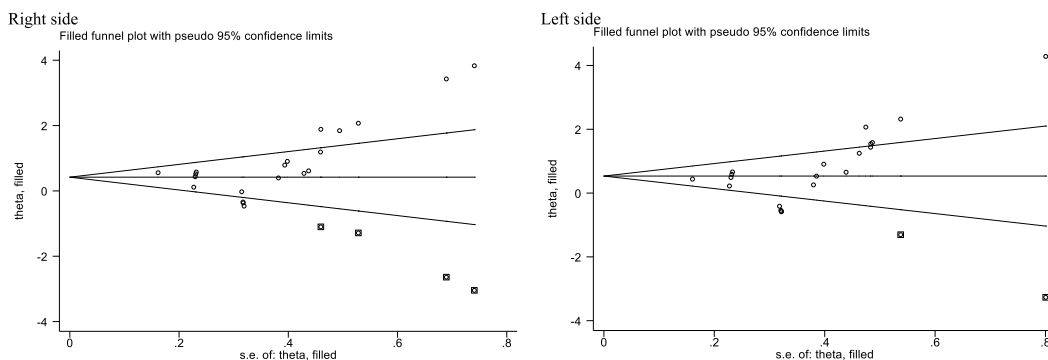 Right side
Filled funnel plot with pseudo 95% confidence limits
theta, filled
4
2
0
-2
-4
0 .2 .4 .6 .8
s.e. of: theta, filled
Left side
Filled funnel plot with pseudo 95% confidence limits
theta, filled
4
2
0
-2
-4
0 .2 .4 .6 .8
s.e. of: theta, filled